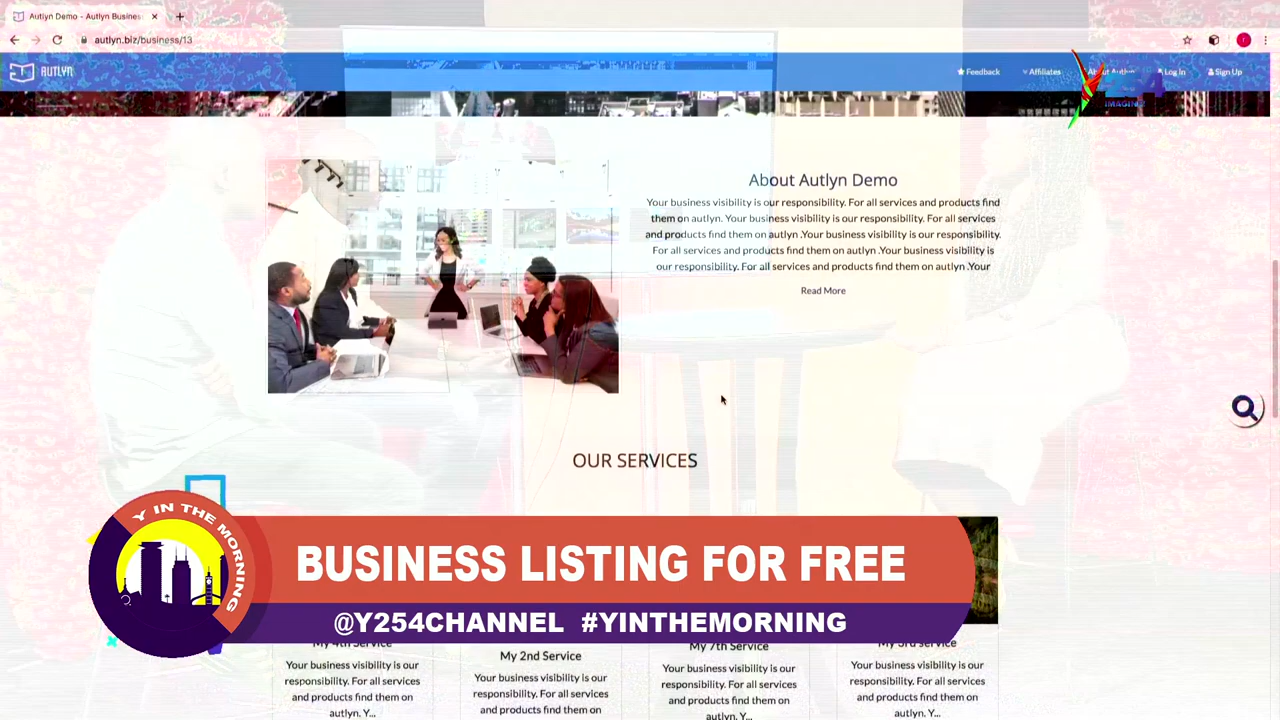 Autlyn Demo - Autlyn Busines
autlyn.biz/business/13
AUTLYN
Feedback
Affiliates
About Autlyn
Log In
Sign Up
IMAGINE
About Autlyn Demo
Your business visibility is our responsibility. For all services and products find
them on autlyn. Your business visibility is our responsibility. For all services
and products find them on autlyn .Your business visibility is our responsibility.
For all services and products find them on autlyn .Your business visibility is
our responsibility. For all services and products find them on autlyn .Your
Read More
OUR SERVICES
Y IN THE MORNING
BUSINESS LISTING FOR FREE
@Y254CHANNEL #YINTHEMORNING
My 4th Service
Your business visibility is our
responsibility. For all services
and products find them on
autlyn. Y...
My 2nd Service
Your business visibility is our
responsibility. For all services
and products find them on
My 7th Service
Your business visibility is our
responsibility. For all services
and products find them on
autlyn. Y...
My 3rd Service
Your business visibility is our
responsibility. For all services
and products find them on
autlyn. Y...